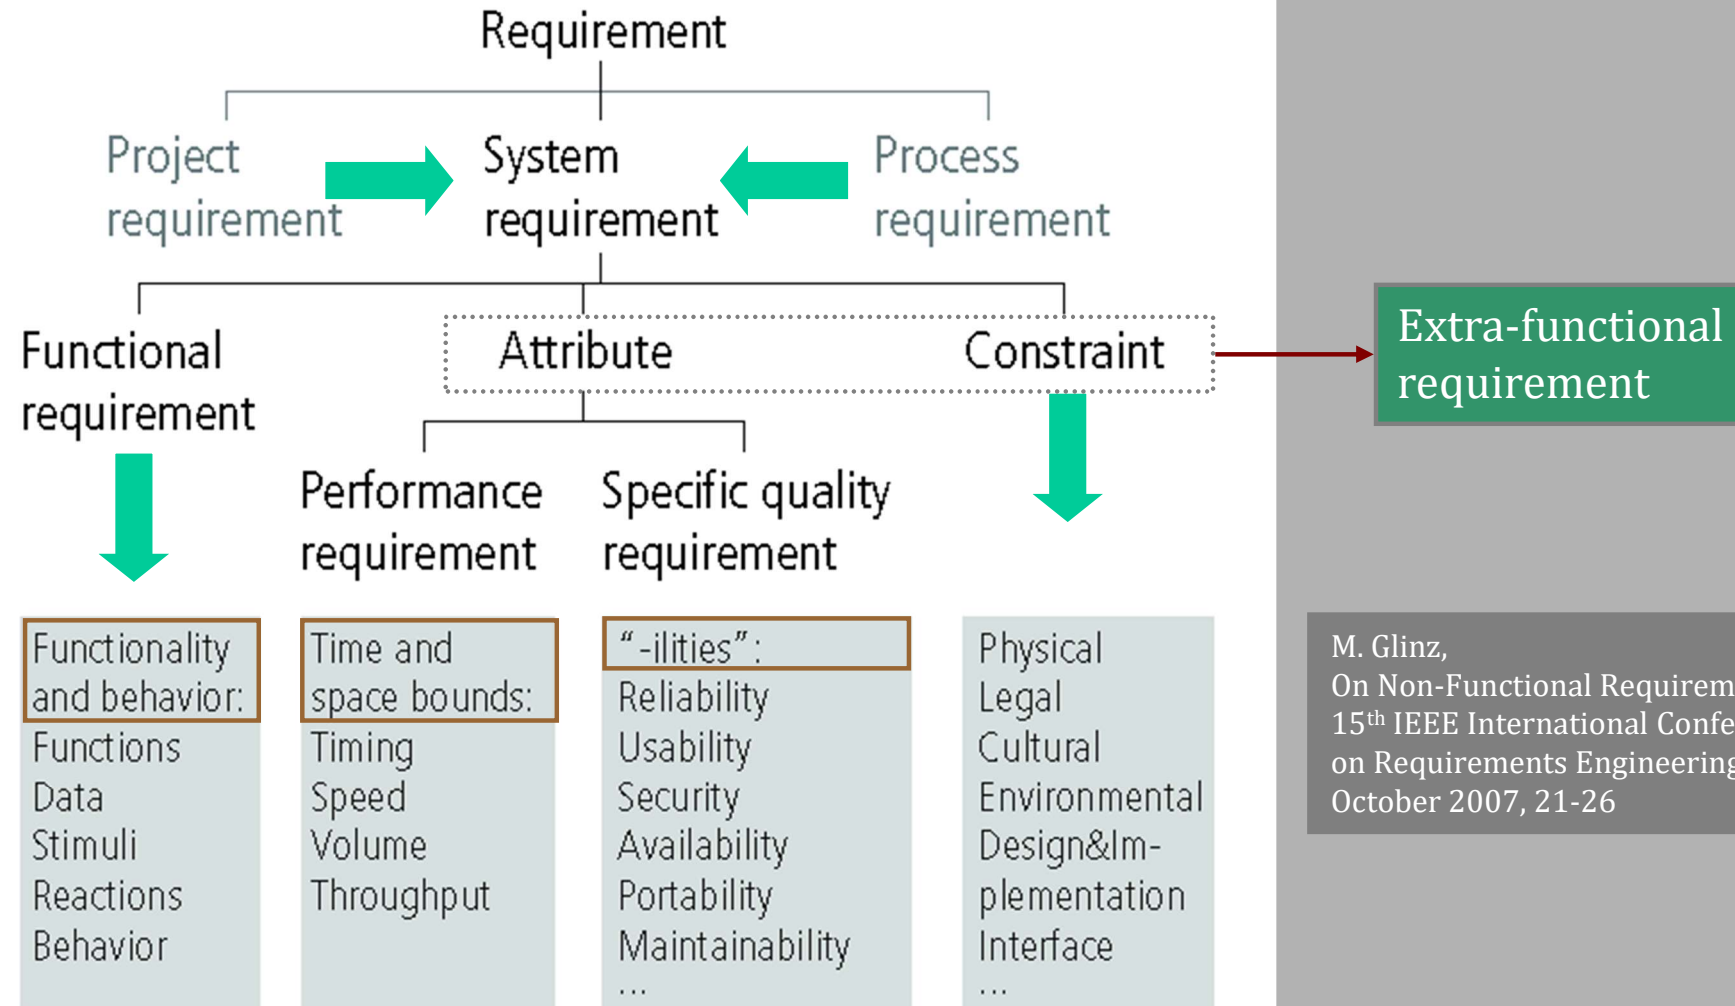 Requirement
Project
requirement
System
requirement
Process
requirement
Functional
requirement
Attribute
Constraint
Extra-functional
requirement
Performance
requirement
Specific quality
requirement
Functionality
and behavior:
Functions
Data
Stimuli
Reactions
Behavior
Time and
space bounds:
Timing
Speed
Volume
Throughput
"-ilities":
Reliability
Usability
Security
Availability
Portability
Maintainability
...
Physical
Legal
Cultural
Environmental
Design&Im-
plementation
Interface
...
M. Glinz,
On Non-Functional
15th IEEE International
on Requirements Engineering
October 2007, 21-26